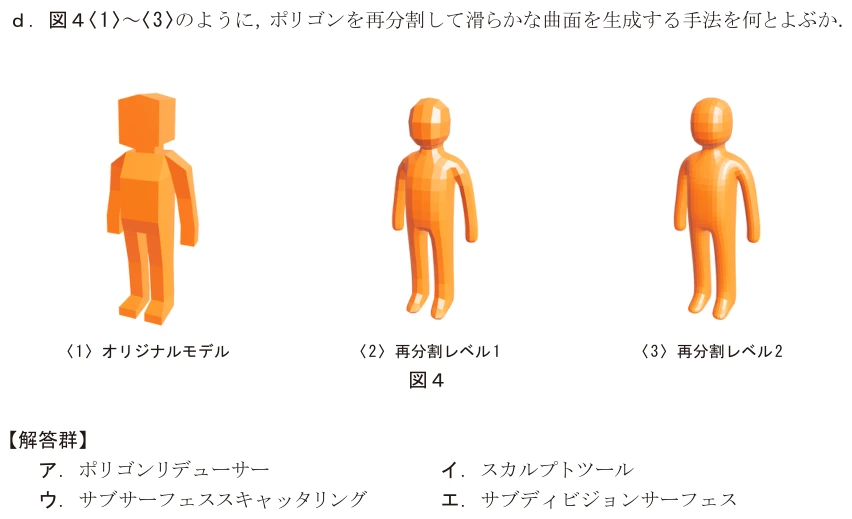 d．図4〈1〉～〈3〉のように，ポリゴンを再分割して滑らかな曲面を生成する手法を何とよぶか．
〈1〉オリジナルモデル
〈2〉再分割レベル1
〈3〉再分割レベル2
図4
【解答群】
ア．ポリゴンリデューサー
イ．スカルプトツール
ウ．サブサーフェススキャッタリング
エ．サブディビジョンサーフェス